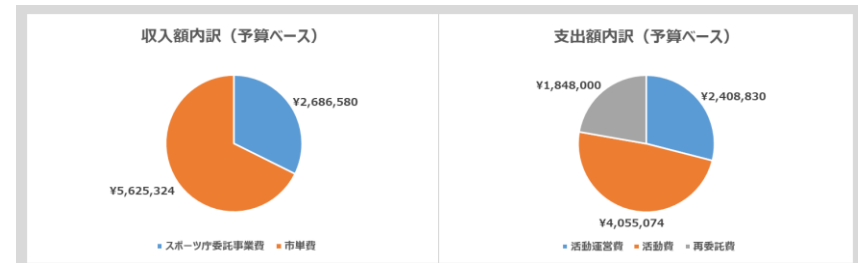 収入額内訳（予算ベース）
¥2,686,580
¥5,625,324
スポーツ庁委託事業費 市単費
支出額内訳（予算ベース）
¥1,848,000
¥2,408,830
¥4,055,074
活動運営費 活動費 再委託費